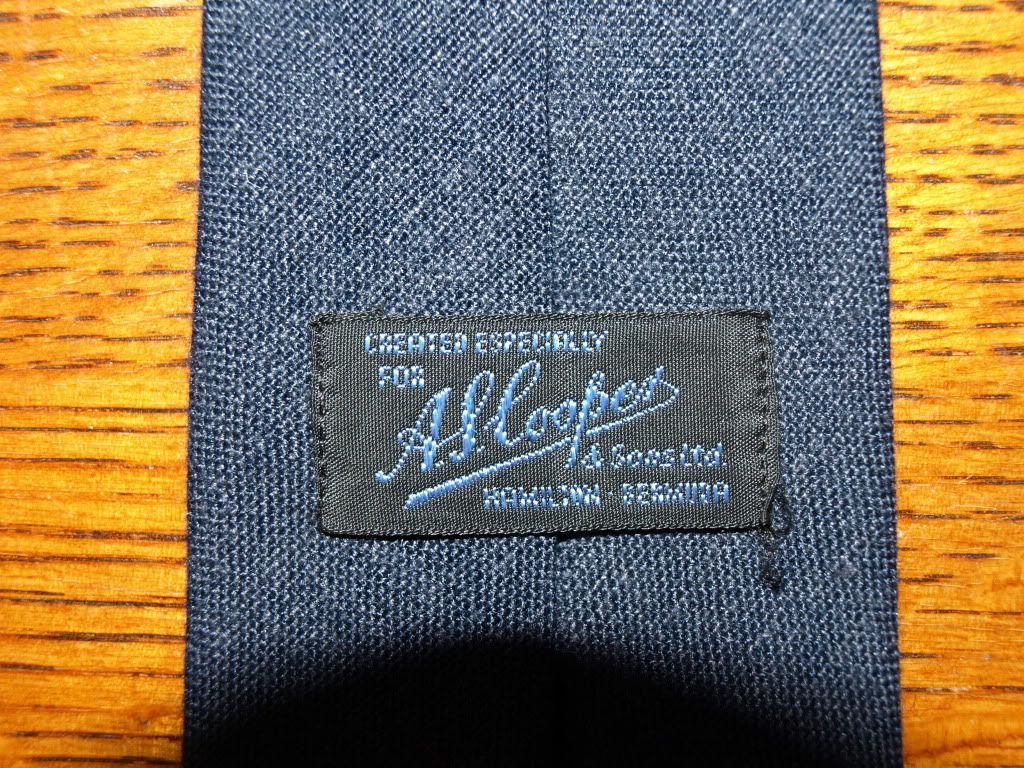 CREATED ESPECIALLY
FOR
A.S. Cooper
& Sons Ltd.
HAMILTON · BERMUDA